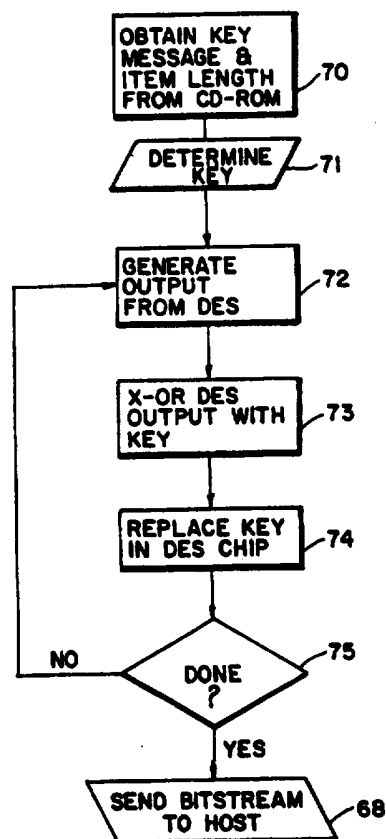 OBTAIN KEY
MESSAGE &
ITEM LENGTH
FROM CD-ROM
70
DETERMINE
KEY
71
GENERATE
OUTPUT
FROM DES
72
X-OR DES
OUTPUT WITH
KEY
73
REPLACE KEY
IN DES CHIP
74
DONE
?
75
NO
YES
SEND BITSTREAM
TO HOST
68